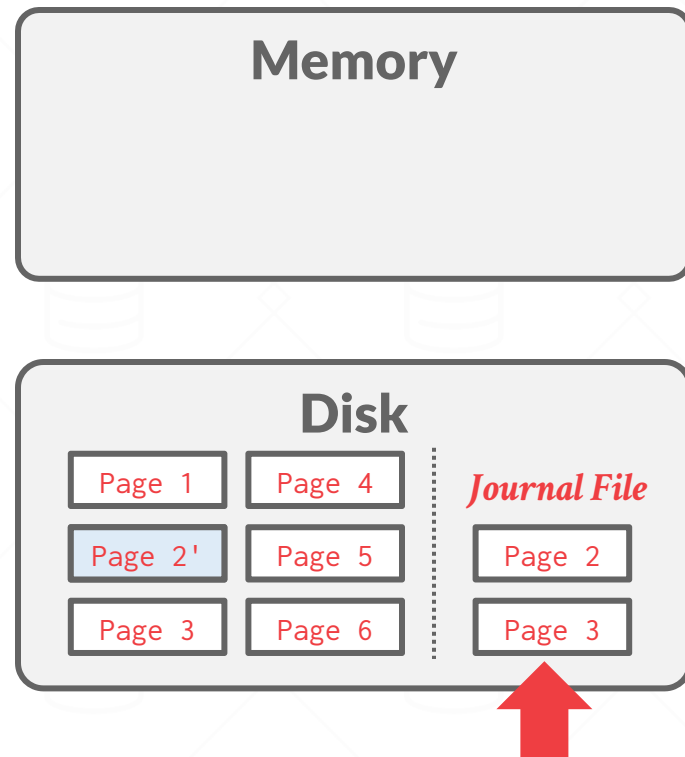 Memory
Disk
Page 1
Page 4
Journal File
Page 2'
Page 5
Page 2
Page 3
Page 6
Page 3